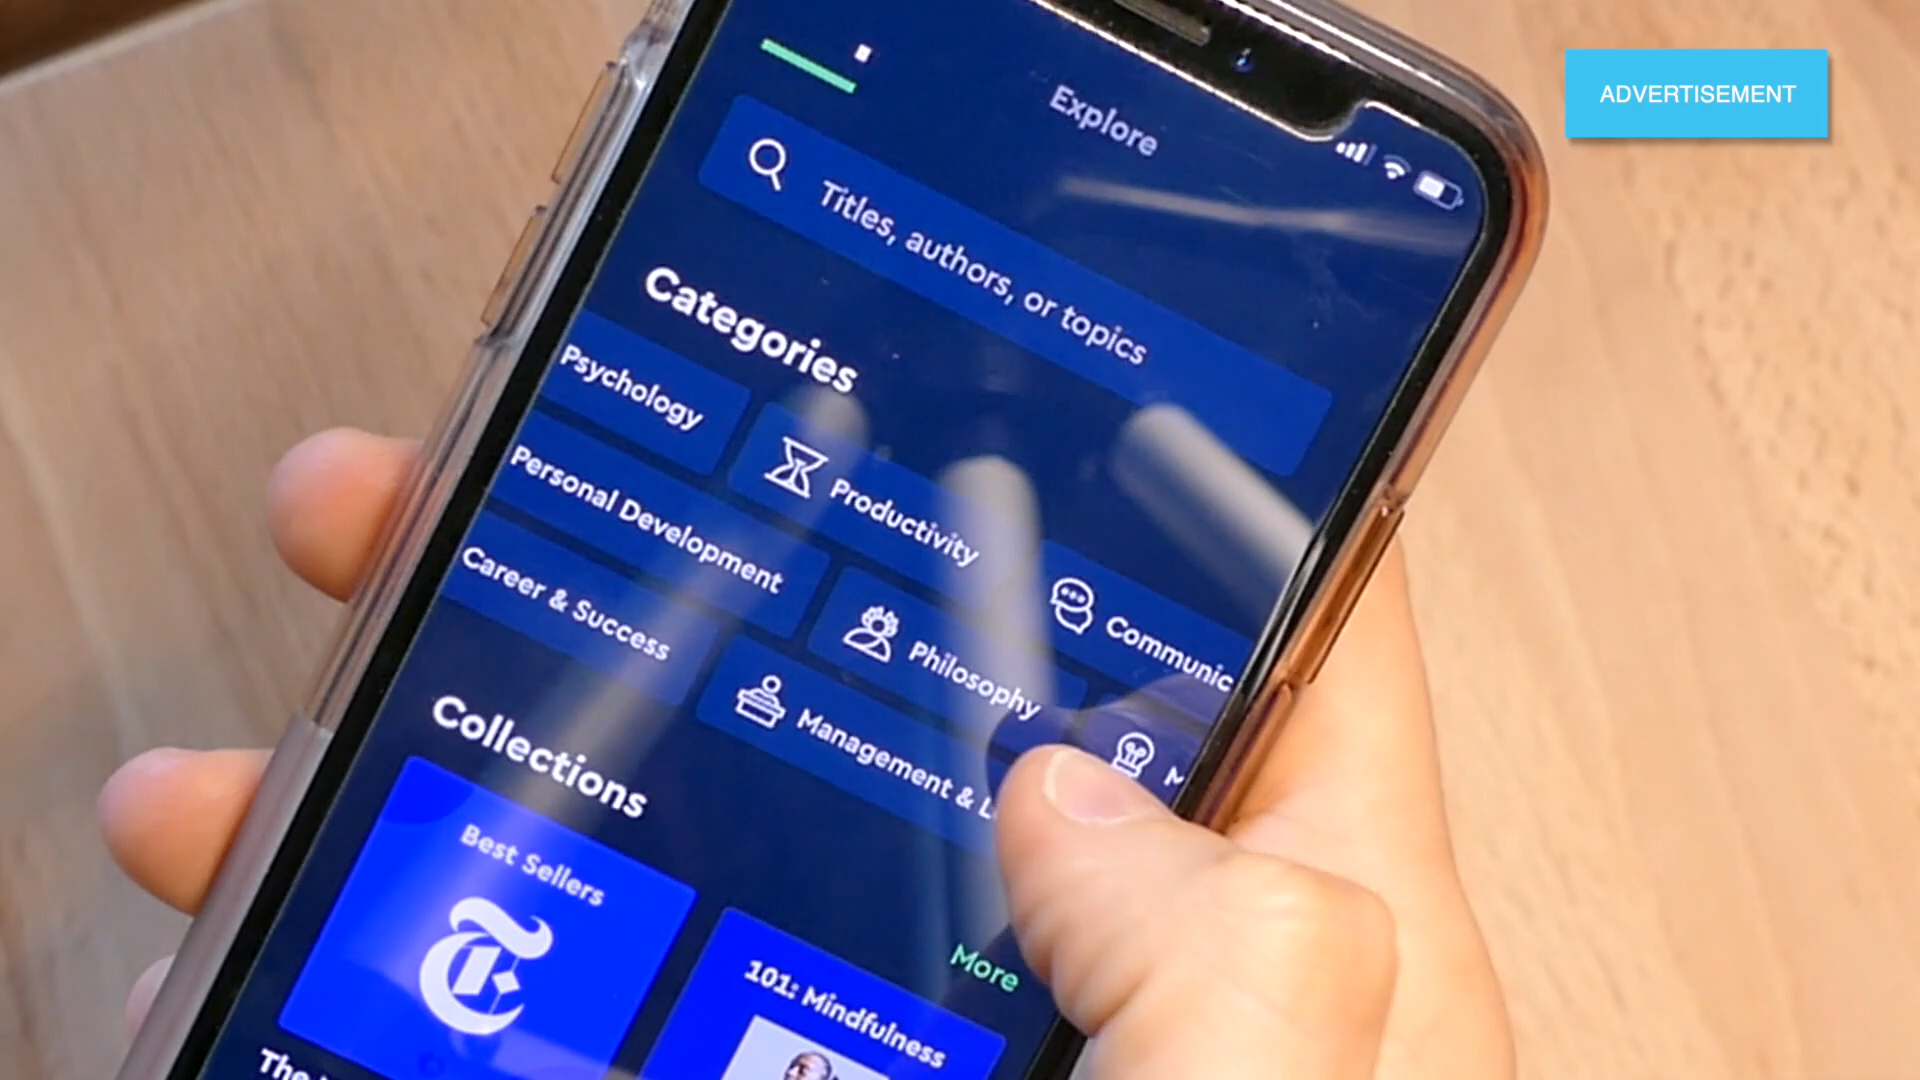 ADVERTISEMENT
Explore
Titles, authors, or topics
Categories
Psychology
Productivity
Communic
Personal Development
Philosophy
M
Career & Success
Management & L
Collections
More
Best Sellers
101: Mindfulness
The